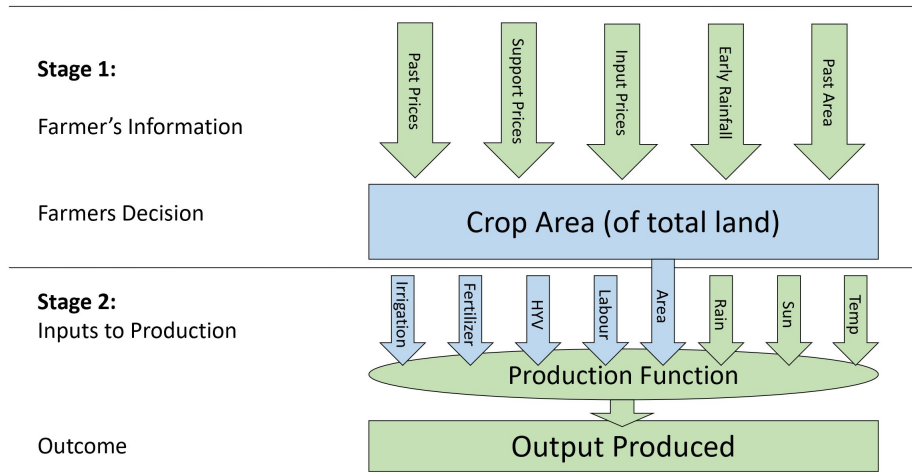 Stage 1:
Farmer’s Information
Past Prices
Support Prices
Input Prices
Early Rainfall
Past Area
Farmers Decision
Crop Area (of total land)
Stage 2:
Inputs to Production
Irrigation
Fertilizer
HYV
Labour
Area
Rain
Sun
Temp
Production Function
Outcome
Output Produced